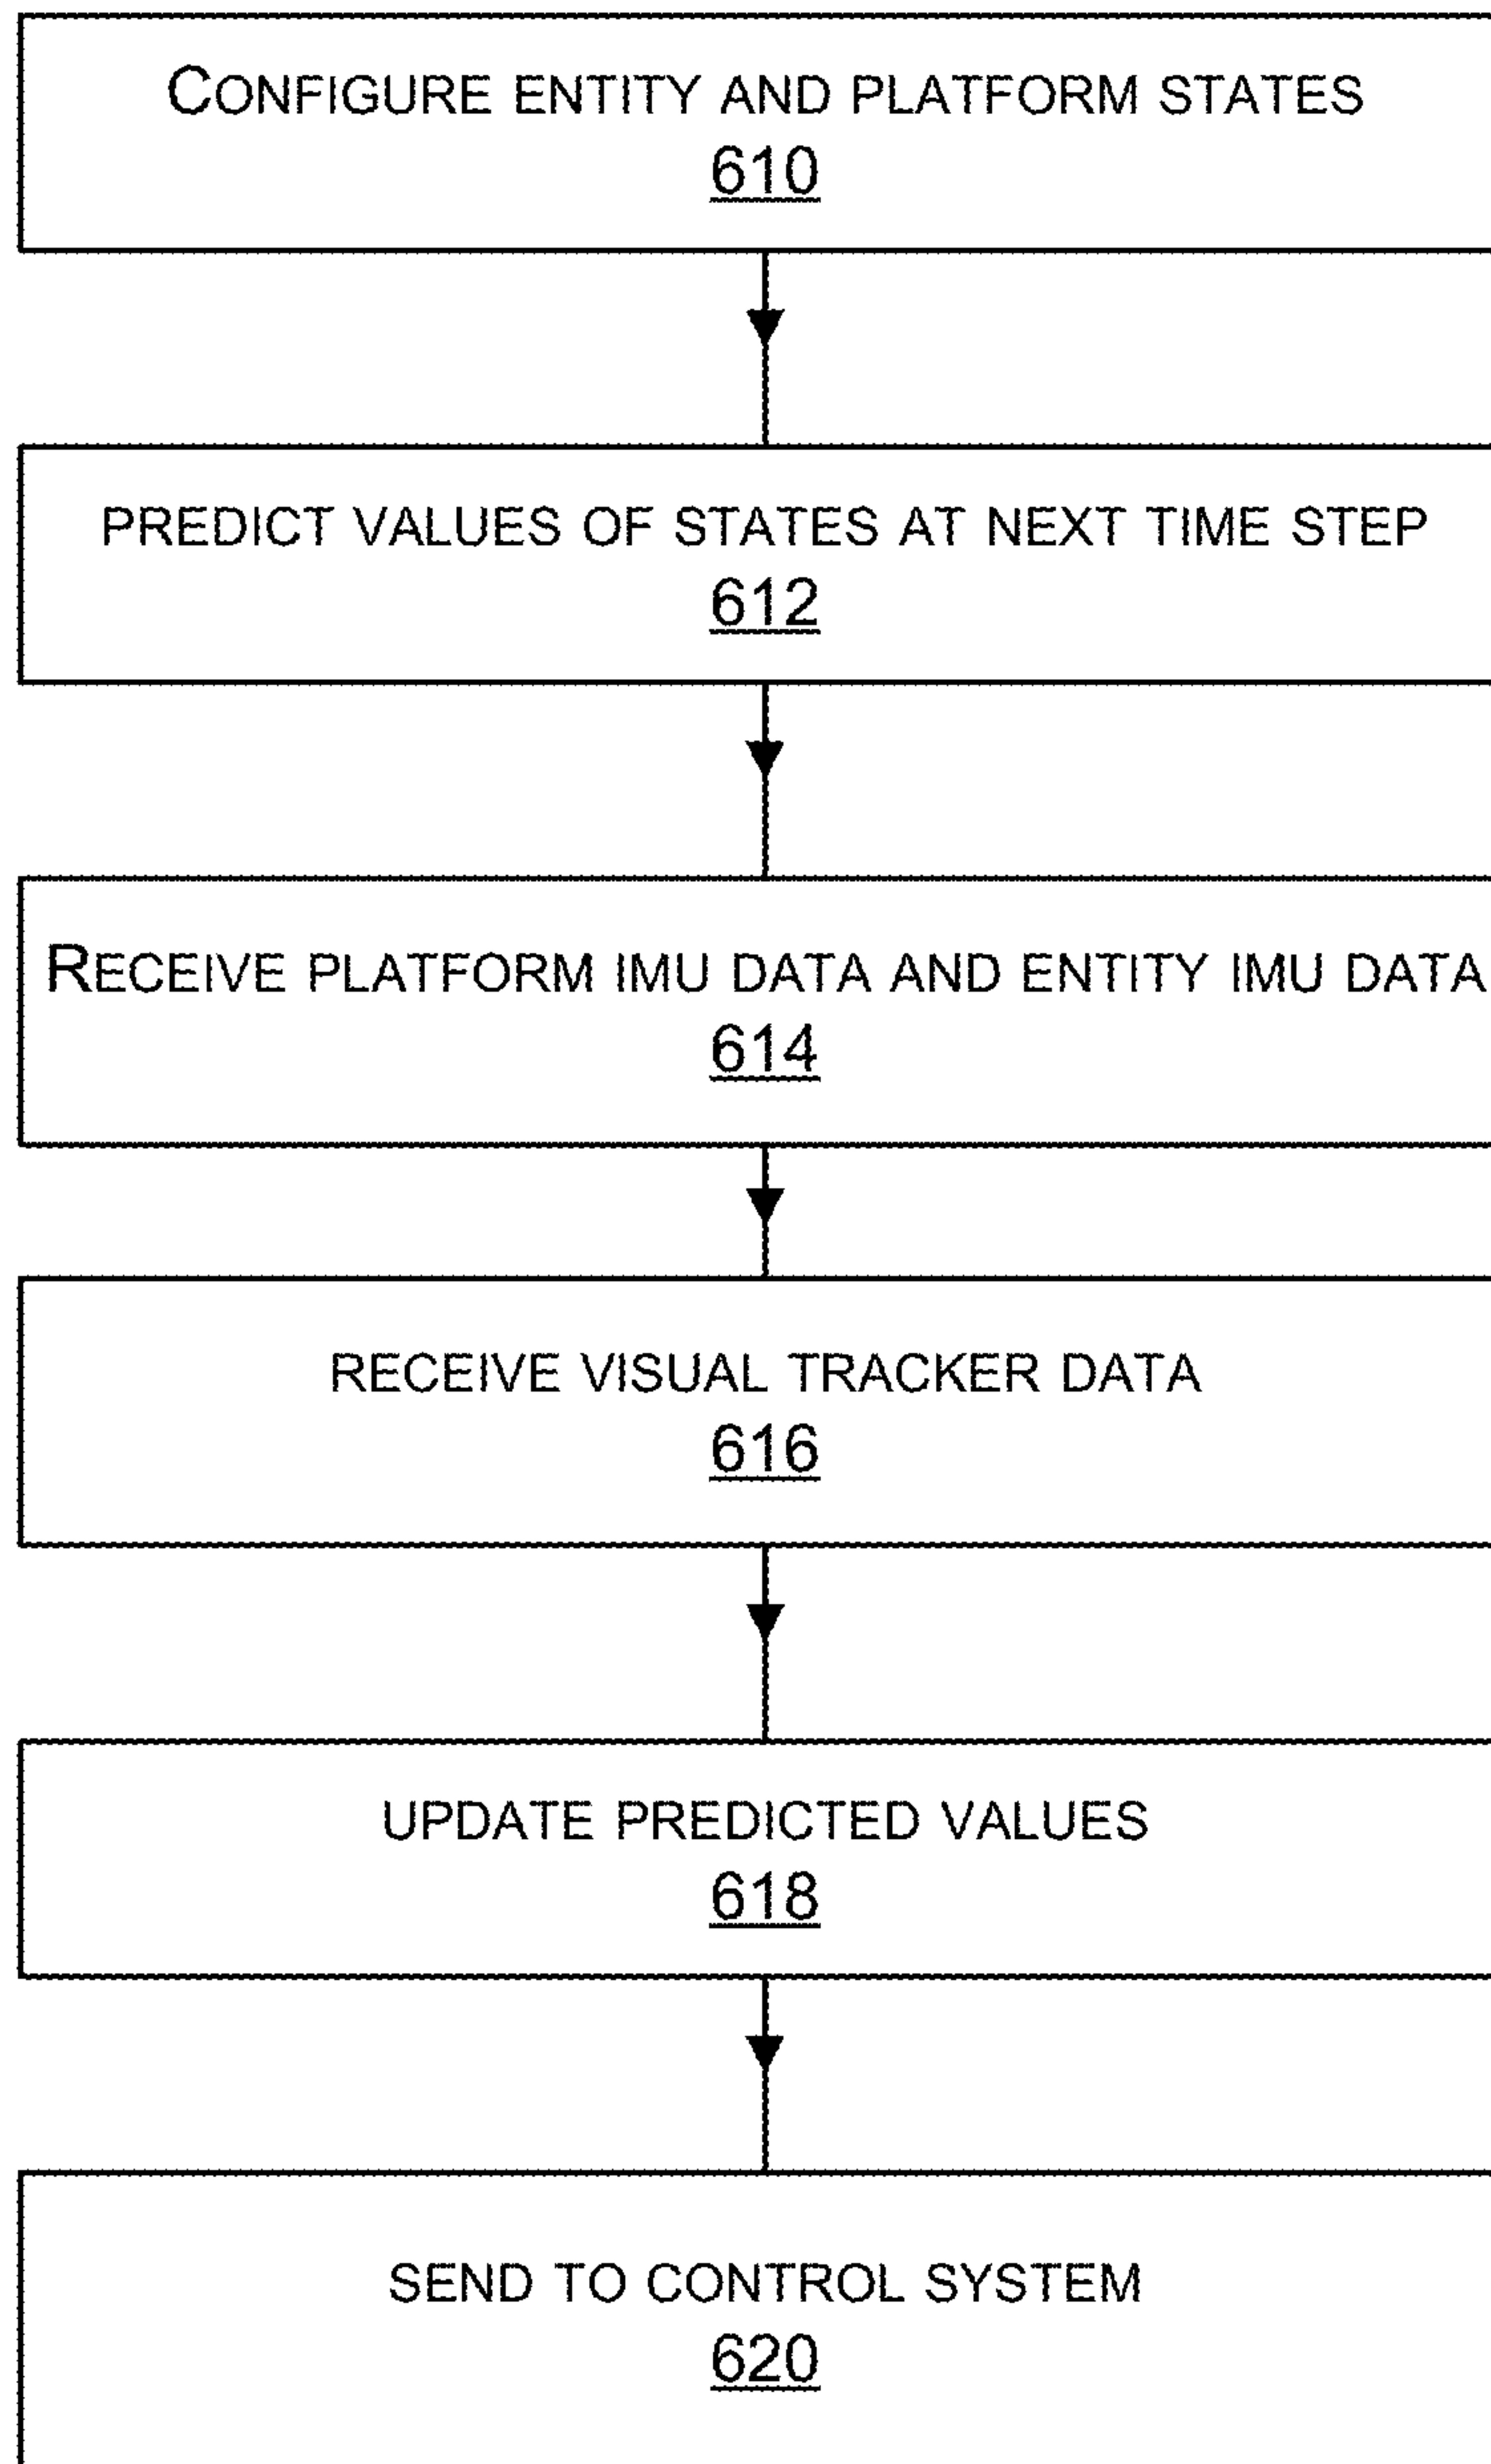 CONFIGURE ENTITY AND PLATFORM STATES
610
PREDICT VALUES OF STATES AT NEXT TIME STEP
612
RECEIVE PLATFORM IMU DATA AND ENTITY IMU DATA
614
RECEIVE VISUAL TRACKER DATA
616
UPDATE PREDICTED VALUES
618
SEND TO CONTROL SYSTEM
620